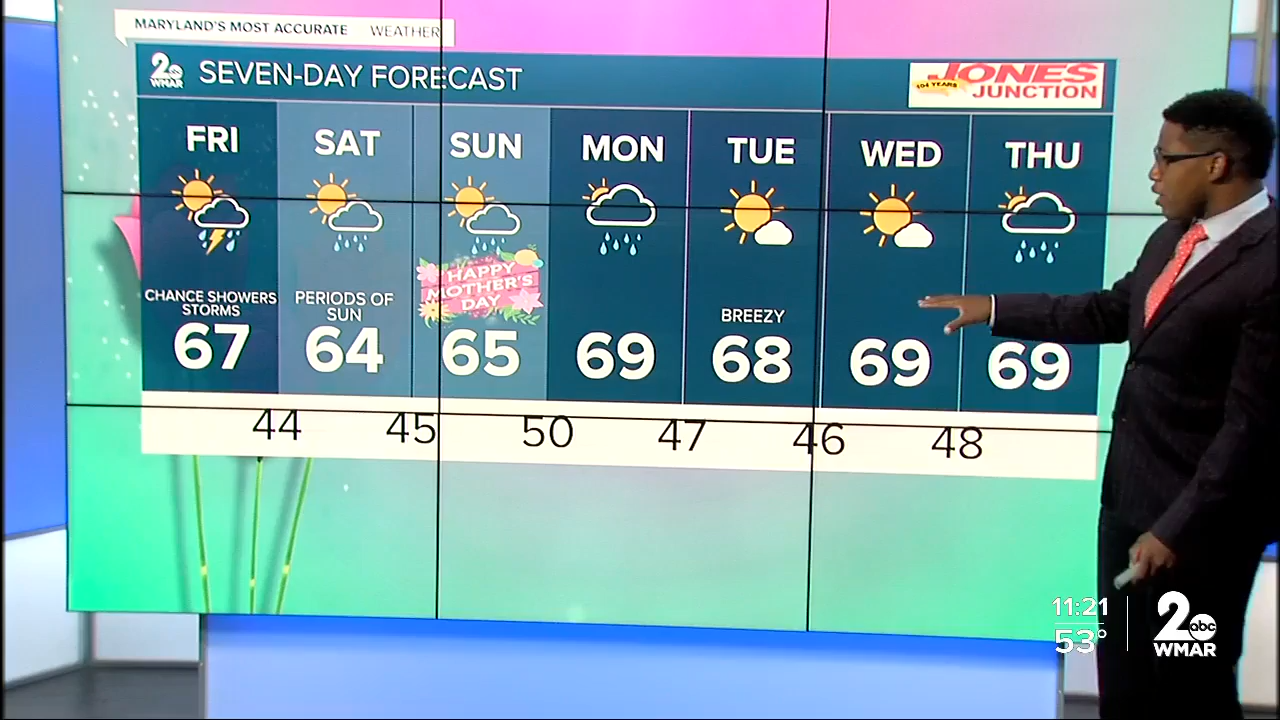 MARYLAND'S MOST ACCURATE WEATHER
2 WMAR SEVEN-DAY FORECAST
104 YEARS JONES JUNCTION
FRI SAT SUN MON TUE WED THU
HAPPY MOTHER'S DAY
CHANCE SHOWERS STORMS
PERIODS OF SUN
BREEZY
67 64 65 69 68 69 69
44 45 50 47 46 48
11:21
53°
2 abc
WMAR